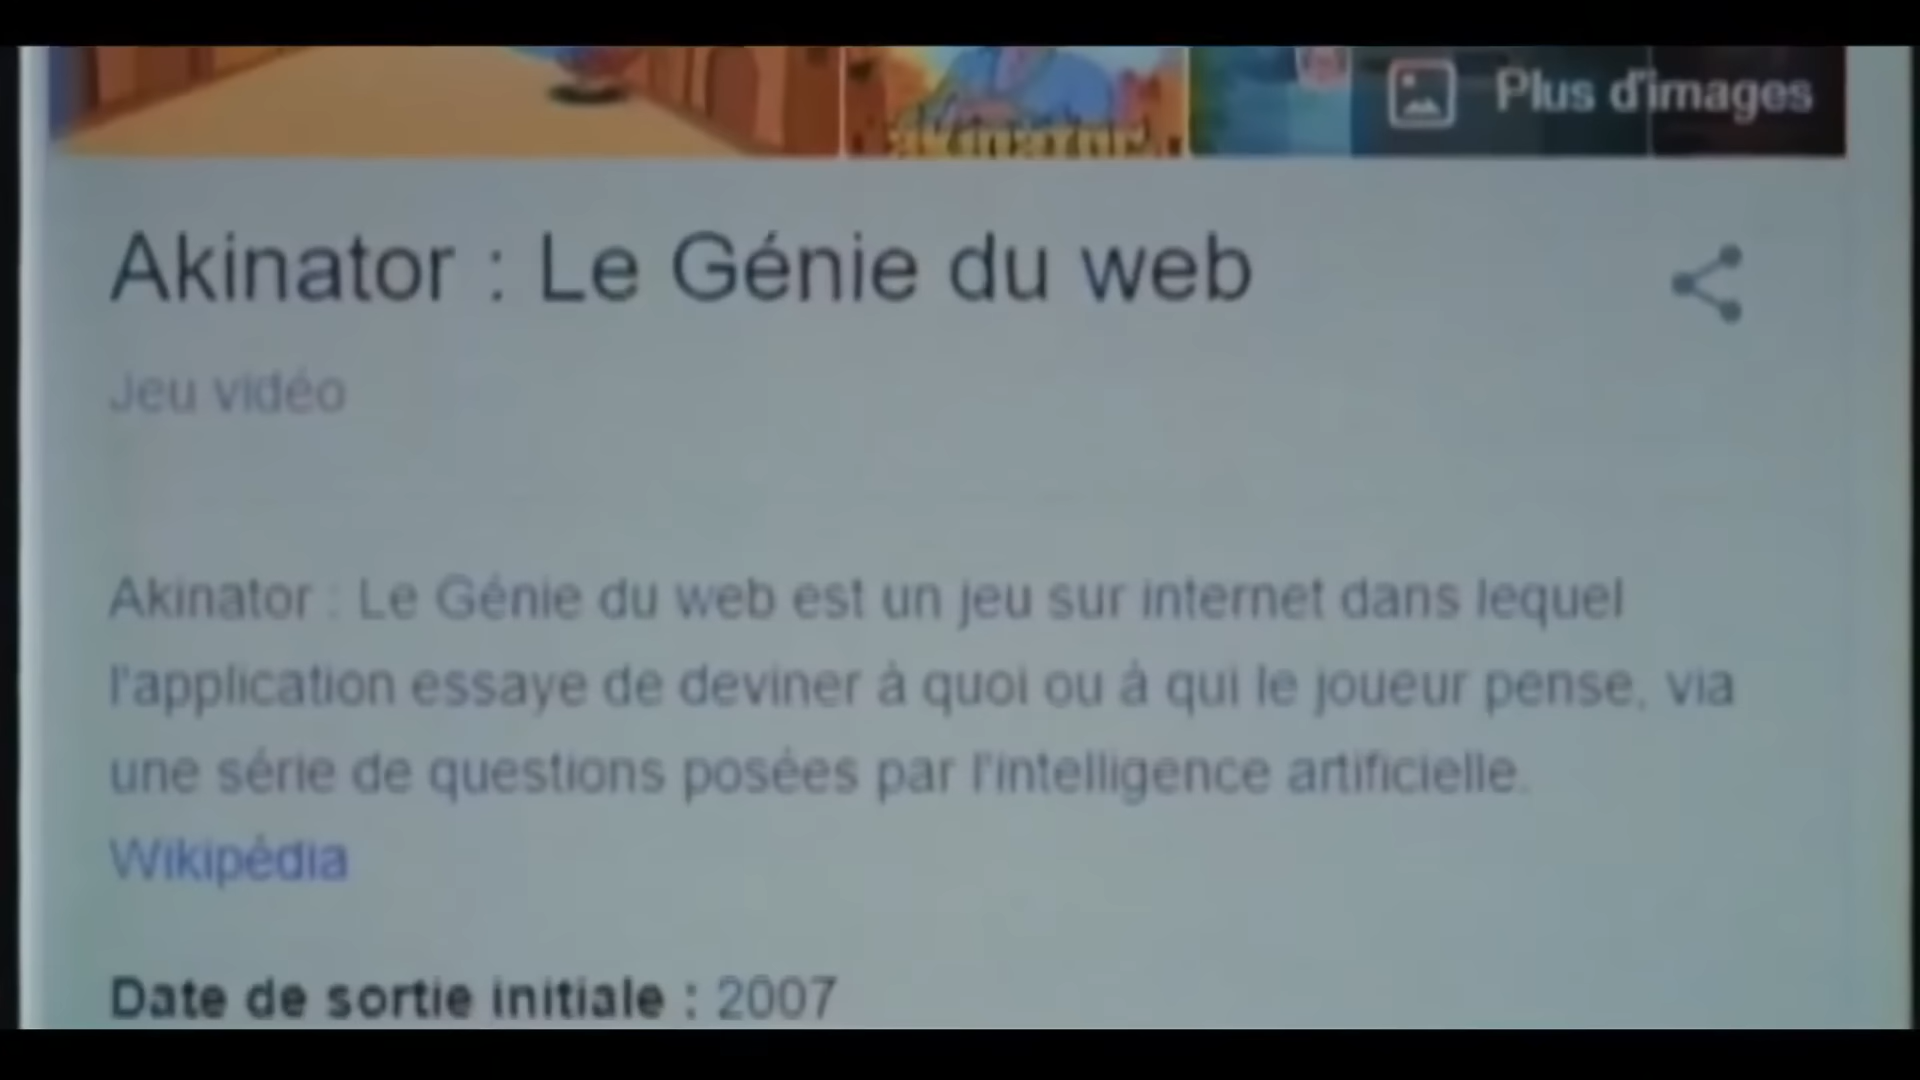 Plus d'images
akinator
Akinator : Le Génie du web
Jeu vidéo
Akinator : Le Génie du web est un jeu sur internet dans lequel
l'application essaye de deviner à quoi ou à qui le joueur pense, via
une série de questions posées par l'intelligence artificielle.
Wikipédia
Date de sortie initiale : 2007